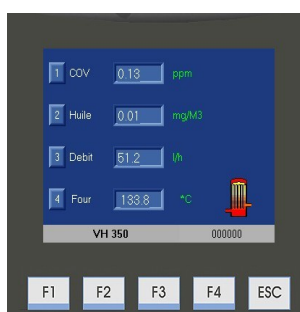 1 COV 0.13 ppm
2 Huile 0.01 mg/M3
3 Debit 51.2 l/h
4 Four 133.8 °C
VH 350 000000
F1 F2 F3 F4 ESC